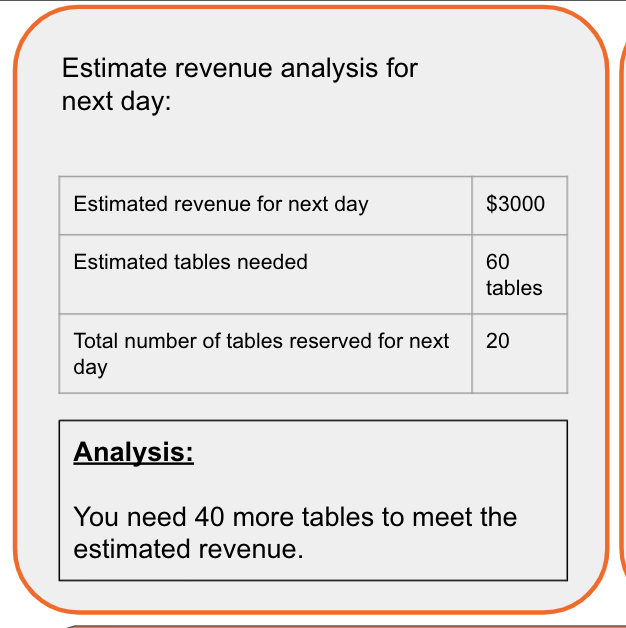 Estimate revenue analysis for
next day:
Estimated revenue for next day
$3000
Estimated tables needed
60
tables
Total number of tables reserved for next
day
20
Analysis:
You need 40 more tables to meet the
estimated revenue.